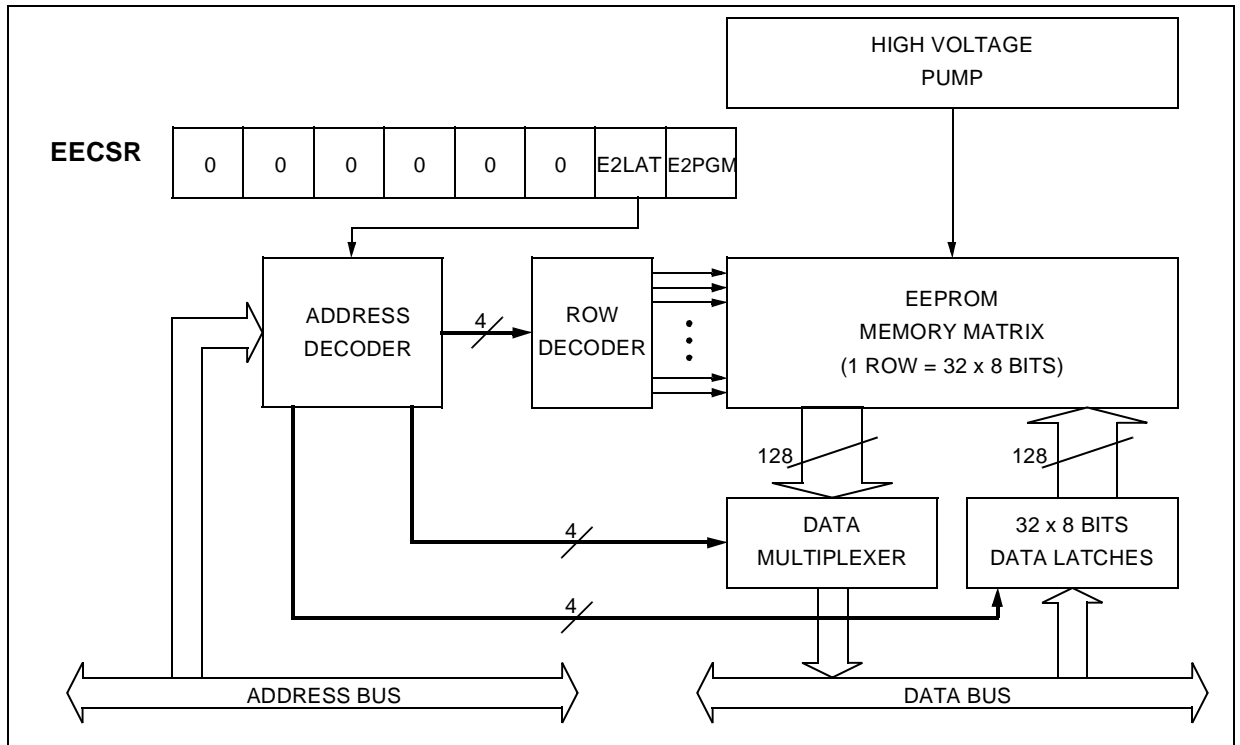 HIGH VOLTAGE
PUMP
EECSR
0 0 0 0 0 0 E2LAT E2PGM
ADDRESS
DECODER
4
ROW
DECODER
EEPROM
MEMORY MATRIX
(1 ROW = 32 x 8 BITS)
128
128
4
DATA
MULTIPLEXER
32 x 8 BITS
DATA LATCHES
4
ADDRESS BUS
DATA BUS